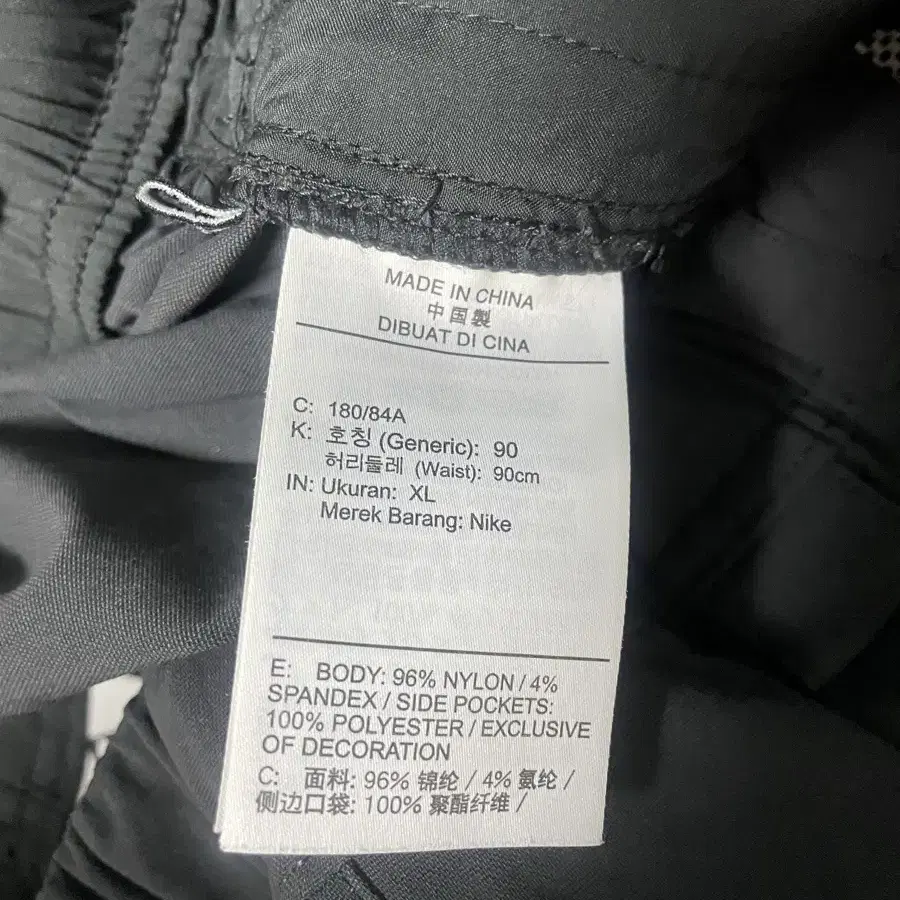 MADE IN CHINA
中国製
DIBUAT DI CINA
C: 180/84A
K: 호칭 (Generic): 90
허리둘레 (Waist): 90cm
IN: Ukuran: XL
Merek Barang: Nike
E: BODY: 96% NYLON / 4%
SPANDEX / SIDE POCKETS:
100% POLYESTER / EXCLUSIVE
OF DECORATION
C: 面料: 96% 锦纶 / 4% 氨纶 /
侧边口袋: 100% 聚酯纤维 /